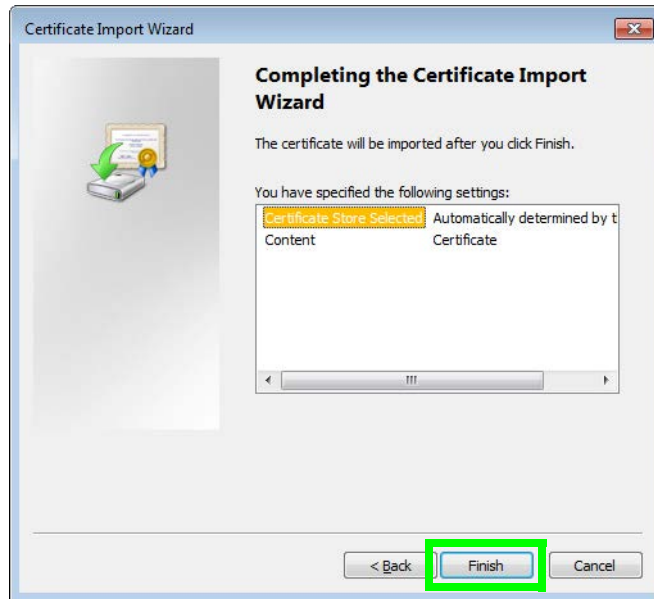 Certificate Import Wizard
Completing the Certificate Import
Wizard
The certificate will be imported after you click Finish.
You have specified the following settings:
Certificate Store Selected Automatically determined by t
Content Certificate
< Back Finish Cancel